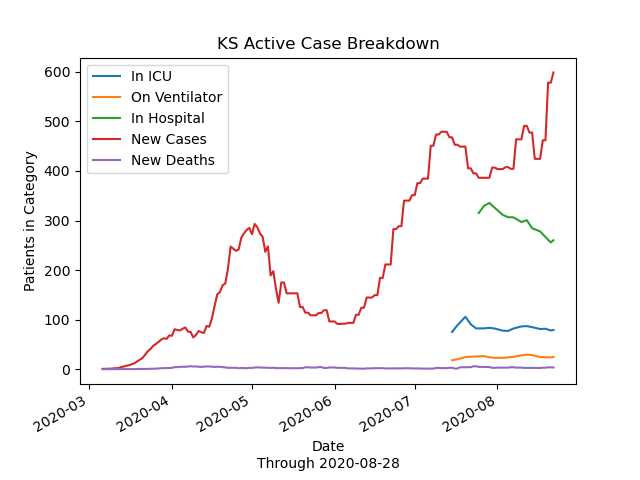 KS Active Case Breakdown
In ICU
On Ventilator
In Hospital
New Cases
New Deaths
Patients in Category
600
500
400
300
200
100
0
2020-03
2020-04
2020-05
2020-06
2020-07
2020-08
Date
Through 2020-08-28